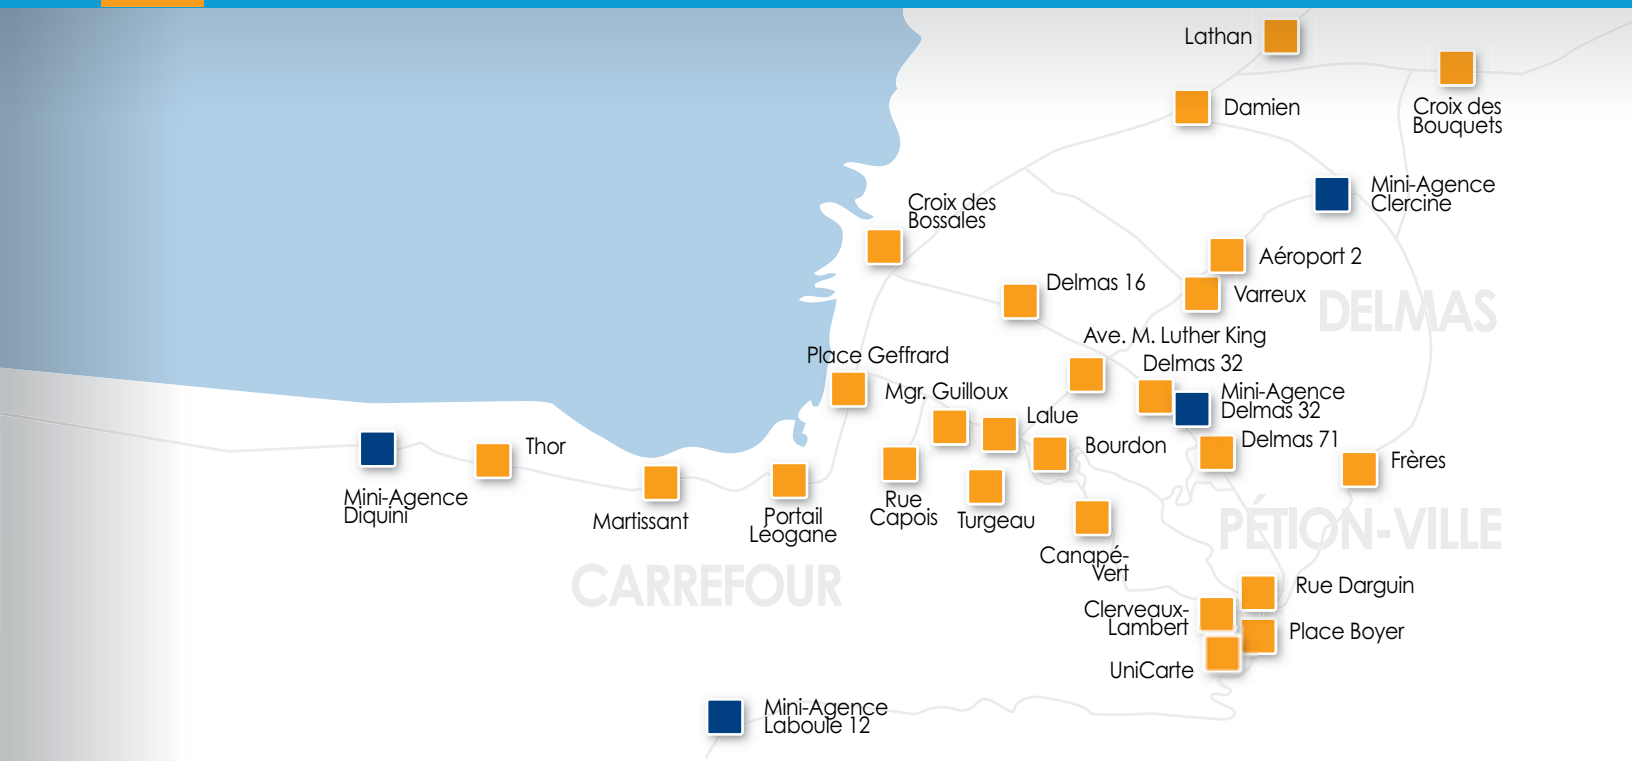 Lathan
Croix des
Bouquets
Damien
Mini-Agence
Clercine
Croix des
Bossales
Aéroport 2
Delmas 16
Varreux
DELMAS
Ave. M. Luther King
Place Geffrard
Delmas 32
Mgr. Guilloux
Mini-Agence
Delmas 32
Lalue
Delmas 71
Bourdon
Thor
Frères
Mini-Agence
Diquini
Martissant
Portail
Léogane
Rue
Capois
Turgeau
PÉTION-VILLE
Canapé-
Vert
CARREFOUR
Rue Darguin
Clerveaux-
Lambert
Place Boyer
UniCarte
Mini-Agence
Laboule 12